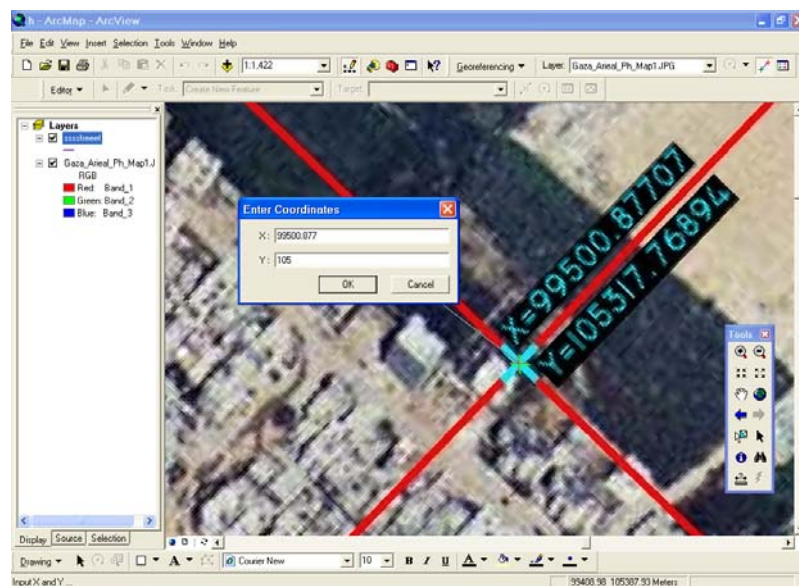 h - ArcMap - ArcView
File Edit View Insert Selection Tools Window Help
1:1,422 Georeferencing Layer: Gaza_Arieal_Ph_Map1.JPG
Editor Task: Create New Feature Target:
Layers
Gaza_Arieal_Ph_Map1.J
RGB
Red: Band_1
Green: Band_2
Blue: Band_3
Enter Coordinates
X: 99500.877
Y: 105
OK Cancel
X=99500.87707
Y=105317.76894
Tools
Display Source Selection
Drawing A Courier New 10 B I U A
Input X and Y ... 99408.98 105387.93 Meters